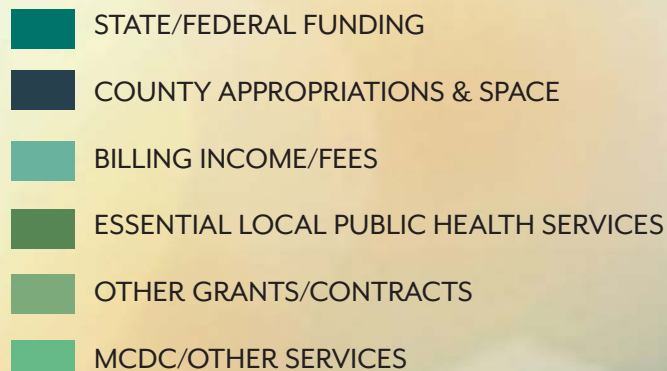 STATE/FEDERAL FUNDING
COUNTY APPROPRIATIONS & SPACE
BILLING INCOME/FEES
ESSENTIAL LOCAL PUBLIC HEALTH SERVICES
OTHER GRANTS/CONTRACTS
MCDC/OTHER SERVICES